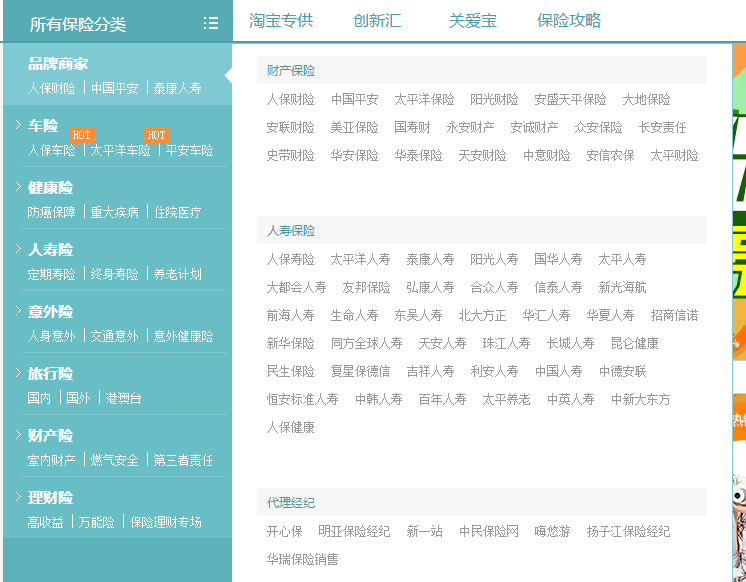 所有保险分类
淘宝专供 创新汇 关爱宝 保险攻略
品牌商家
人保财险 中国平安 泰康人寿
车险
HOT HOT
人保车险 太平洋车险 平安车险
健康险
防癌保障 重大疾病 住院医疗
人寿险
定期寿险 终身寿险 养老计划
意外险
人身意外 交通意外 意外健康险
旅行险
国内 国外 港澳台
财产险
室内财产 燃气安全 第三者责任
理财险
高收益 万能险 保险理财专场
财产保险
人保财险 中国平安 太平洋保险 阳光财险 安盛天平保险 大地保险
安联财险 美亚保险 国寿财 永安财产 安诚财产 众安保险 长安责任
史带财险 华安保险 华泰保险 天安财险 中意财险 安信农保 太平财险
人寿保险
人保寿险 太平洋人寿 泰康人寿 阳光人寿 国华人寿 太平人寿
大都会人寿 友邦保险 弘康人寿 合众人寿 信泰人寿 新光海航
前海人寿 生命人寿 东吴人寿 北大方正 华汇人寿 华夏人寿 招商信诺
新华保险 同方全球人寿 天安人寿 珠江人寿 长城人寿 昆仑健康
民生保险 复星保德信 吉祥人寿 利安人寿 中国人寿 中德安联
恒安标准人寿 中韩人寿 百年人寿 太平养老 中英人寿 中新大东方
人保健康
代理经纪
开心保 明亚保险经纪 新一站 中民保险网 嗨悠游 扬子江保险经纪
华瑞保险销售